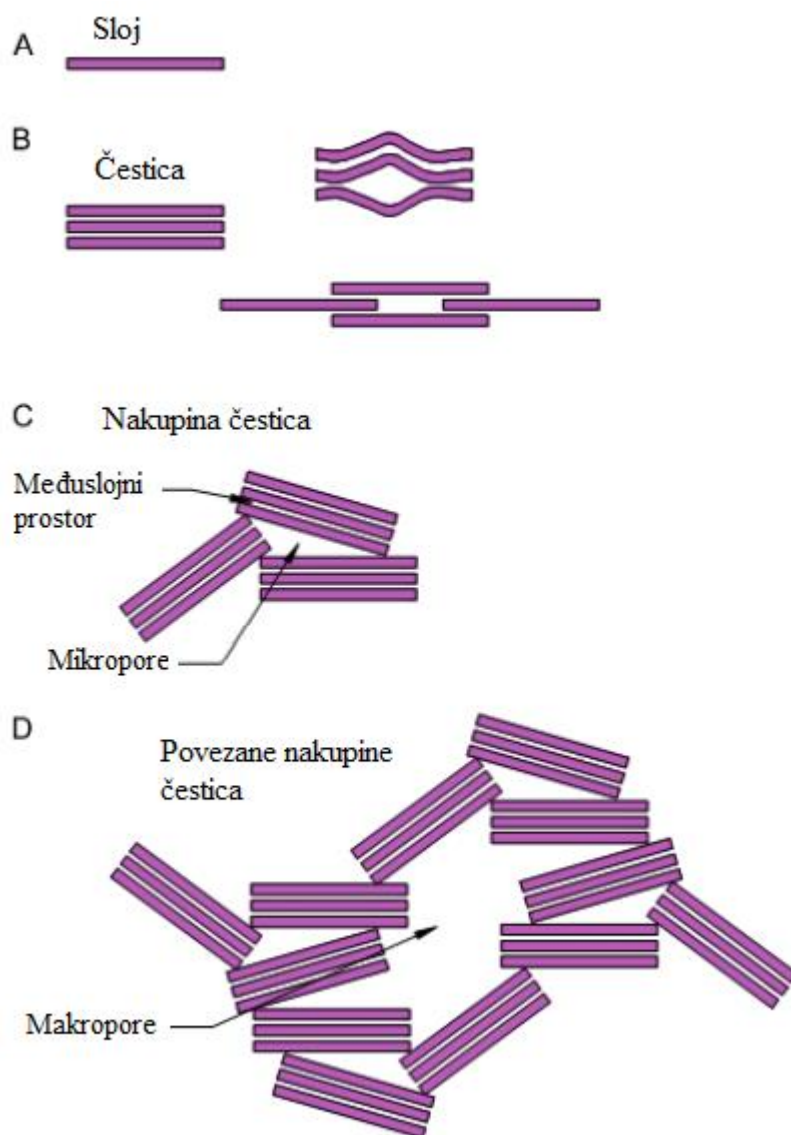 A
Sloj
B
Čestica
C
Nakupina čestica
Međuslojni
prostor
Mikropore
D
Povezane nakupine
čestica
Makropore